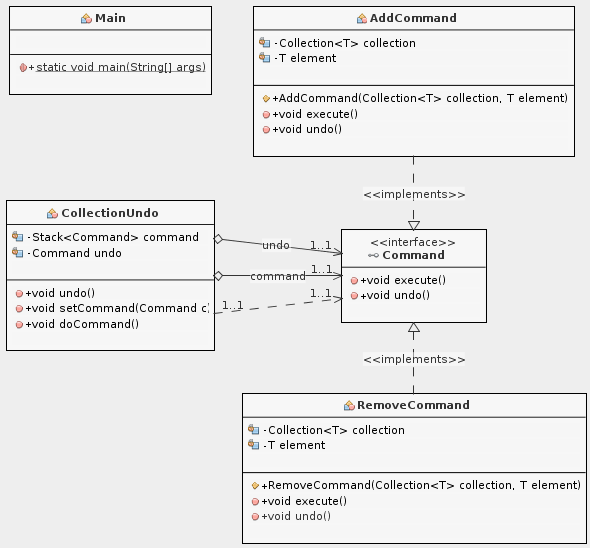 Main
+ static void main(String[] args)
AddCommand
-Collection<T> collection
-T element
+AddCommand(Collection<T> collection, T element)
+void execute()
+void undo()
<<implements>>
CollectionUndo
-Stack<Command> command
-Command undo
+void undo()
+void setCommand(Command c)
+void doCommand()
undo 1..1
command 1..1
1..1 1..1
<<interface>>
Command
+void execute()
+void undo()
<<implements>>
RemoveCommand
-Collection<T> collection
-T element
+RemoveCommand(Collection<T> collection, T element)
+void execute()
+void undo()